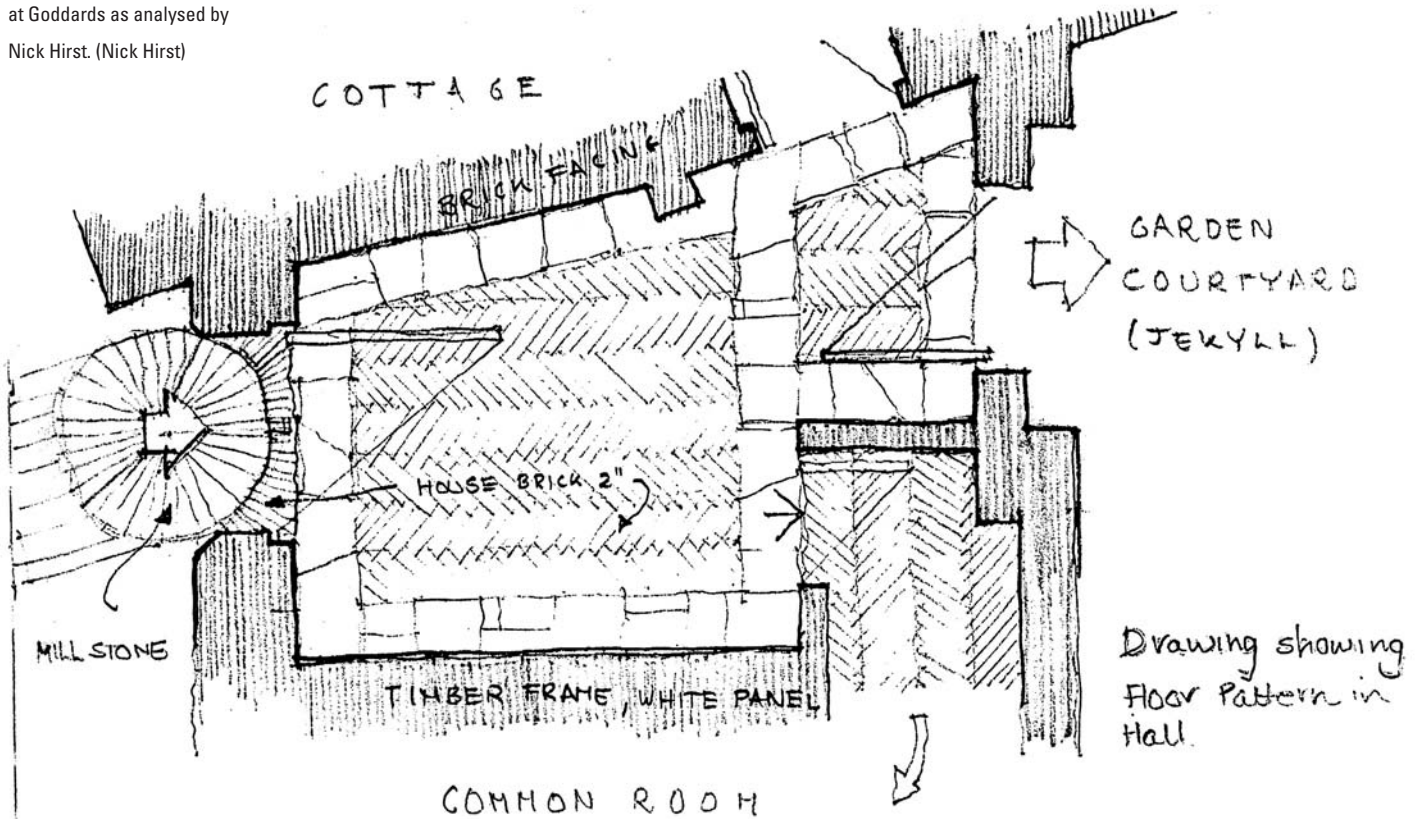 at Goddards as analysed by
Nick Hirst. (Nick Hirst)
COTTAGE
BRICK FACING
GARDEN
COURTYARD
(JEKYLL)
HOUSE BRICK 2"
MILL STONE
TIMBER FRAME, WHITE PANEL
Drawing showing
Floor Pattern in
Hall.
COMMON ROOM